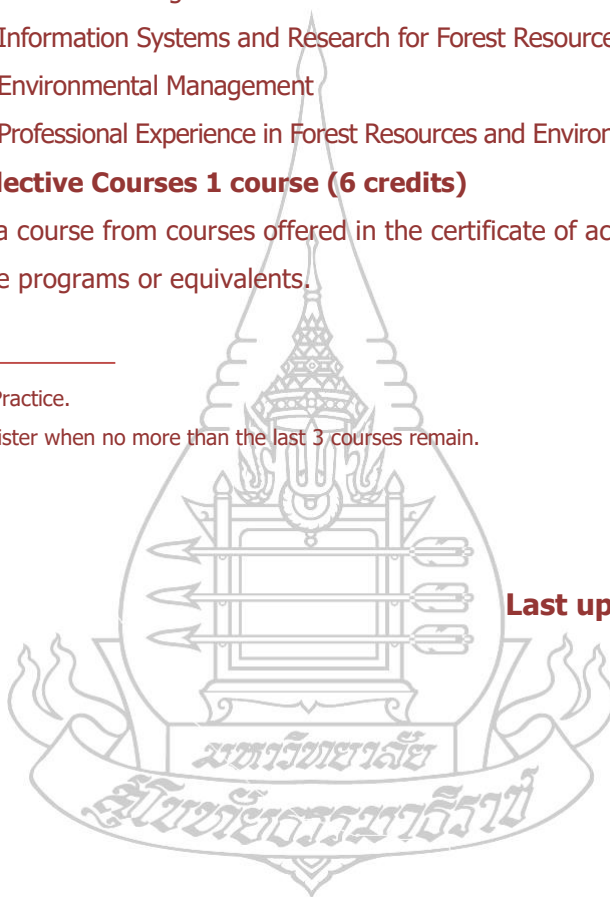 Information Systems and Research for Forest Resource
Environmental Management
Professional Experience in Forest Resources and Environ
lective Courses 1 course (6 credits)
a course from courses offered in the certificate of ac
e programs or equivalents.
Practice.
ister when no more than the last 3 courses remain.
Last up
มหาวิทยาลัย
สุโขทัยธรรมาธิราช